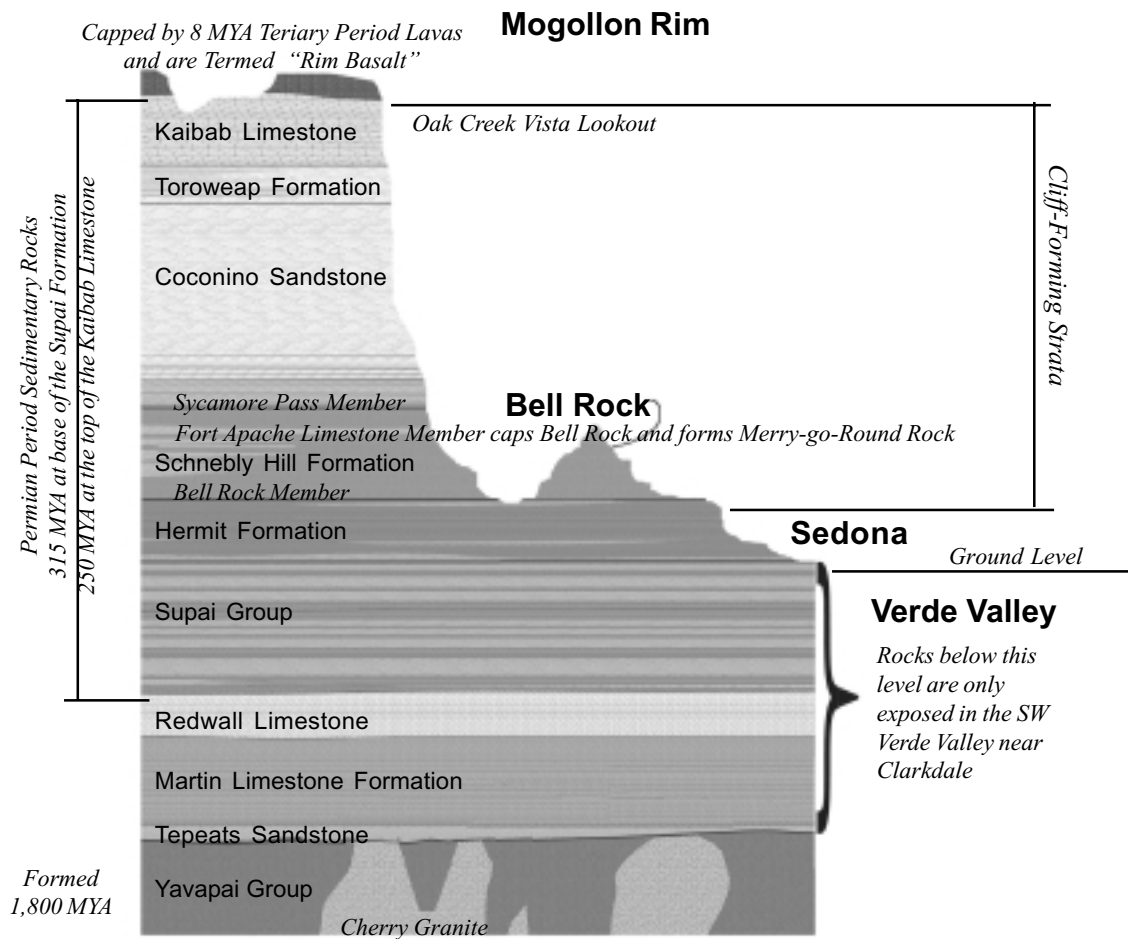 Mogollon Rim
Capped by 8 MYA Teriary Period Lavas
and are Termed “Rim Basalt”
Oak Creek Vista Lookout
Kaibab Limestone
Toroweap Formation
Coconino Sandstone
Sycamore Pass Member
Bell Rock
Fort Apache Limestone Member caps Bell Rock and forms Merry-go-Round Rock
Schnebly Hill Formation
Bell Rock Member
Hermit Formation
Sedona
Ground Level
Supai Group
Verde Valley
Rocks below this
level are only
exposed in the SW
Verde Valley near
Clarkdale
Redwall Limestone
Martin Limestone Formation
Tepeats Sandstone
Yavapai Group
Cherry Granite
Formed
1,800 MYA
Permian Period Sedimentary Rocks
315 MYA at base of the Supai Formation
250 MYA at the top of the Kaibab Limestone
Cliff-Forming Strata